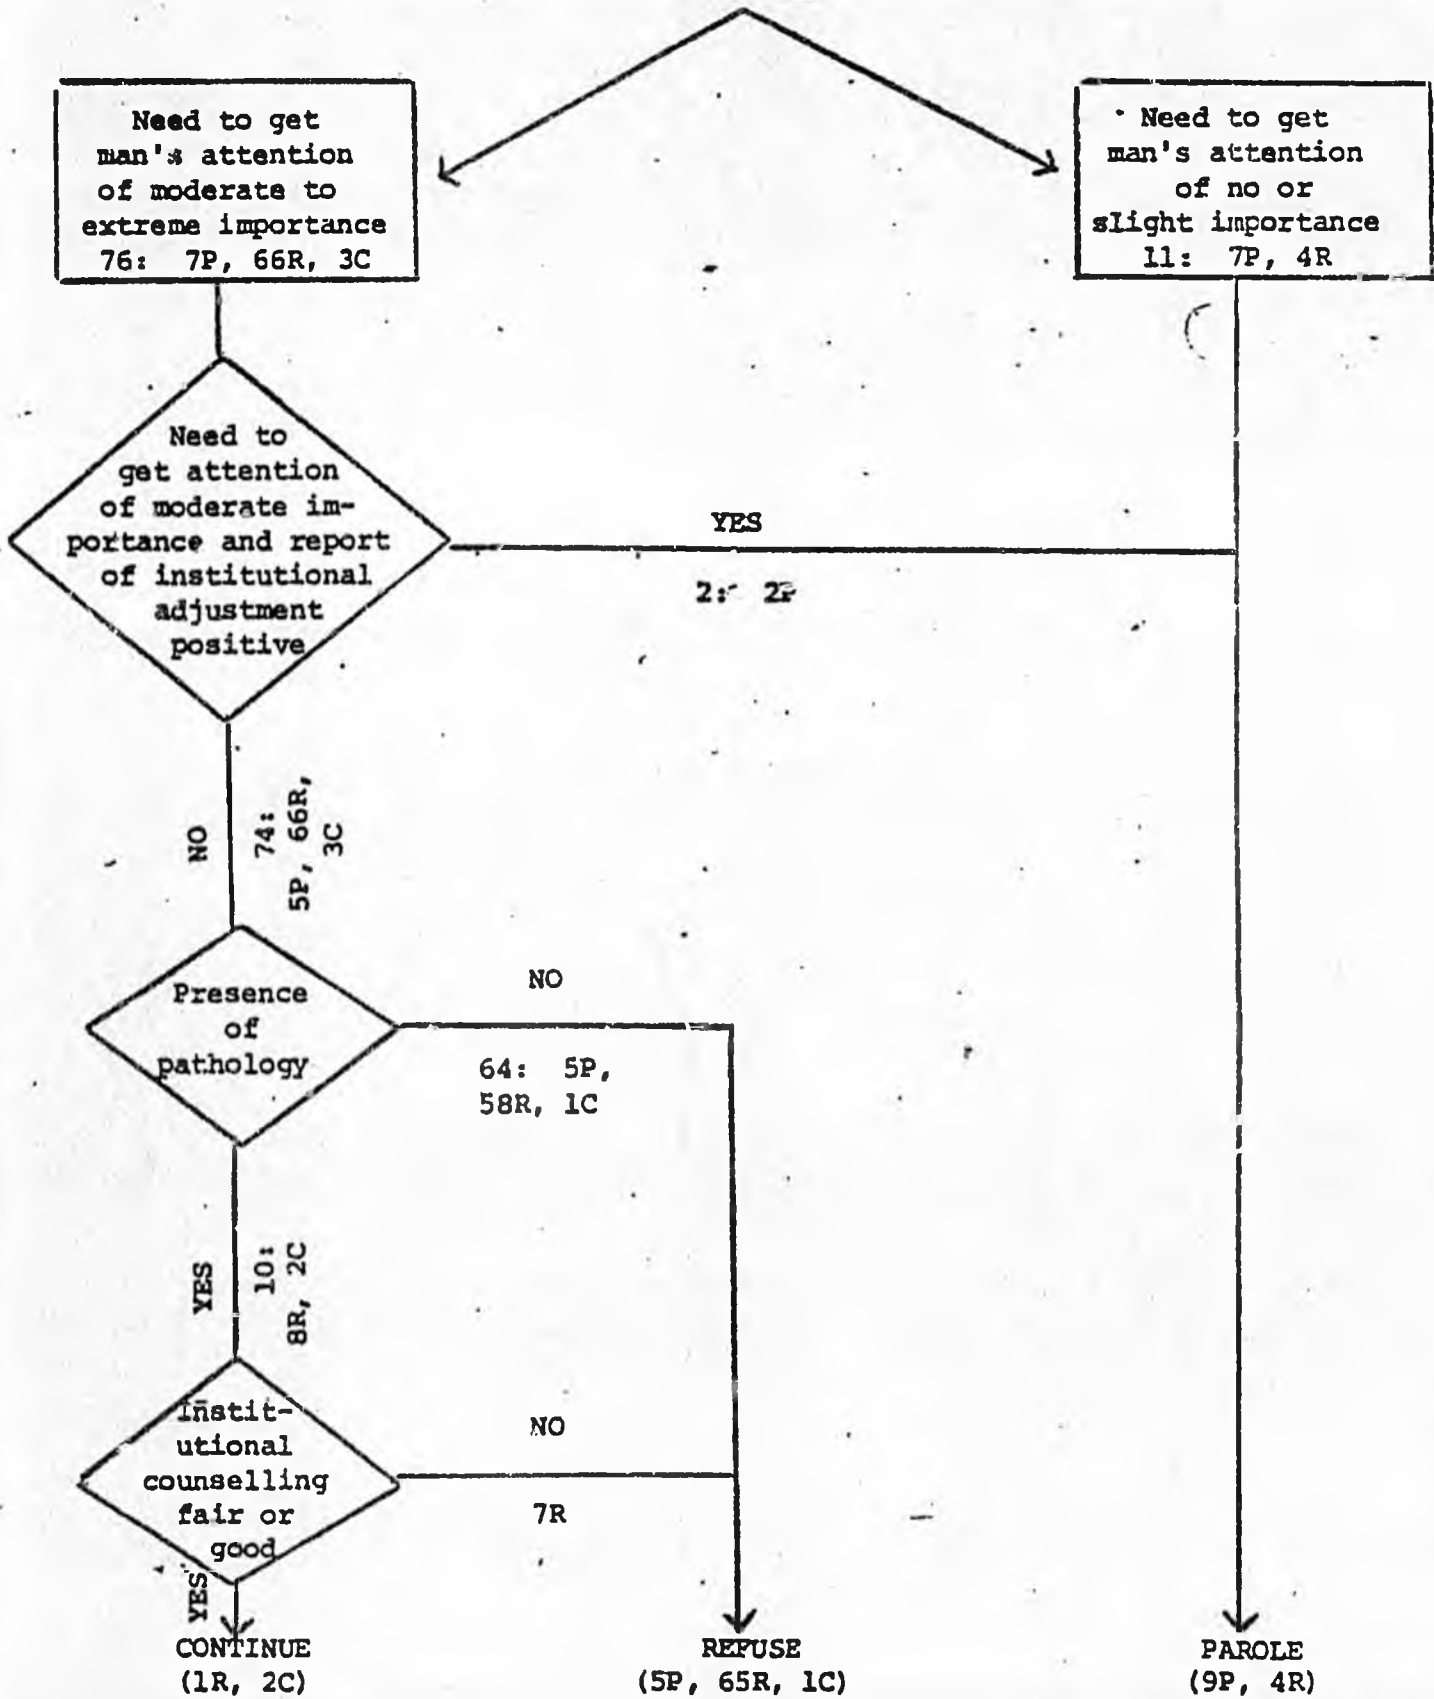 Need to get
man's attention
of moderate to
extreme importance
76: 7P, 66R, 3C
Need to get
man's attention
of no or
slight importance
11: 7P, 4R
Need to
get attention
of moderate im-
portance and report
of institutional
adjustment
positive
YES
2: 2P
NO
74:
5P, 66R,
3C
Presence
of
pathology
NO
64: 5P,
58R, 1C
YES
10:
8R, 2C
Instit-
utional
counselling
fair or
good
NO
7R
YES
CONTINUE
(1R, 2C)
REFUSE
(5P, 65R, 1C)
PAROLE
(9P, 4R)